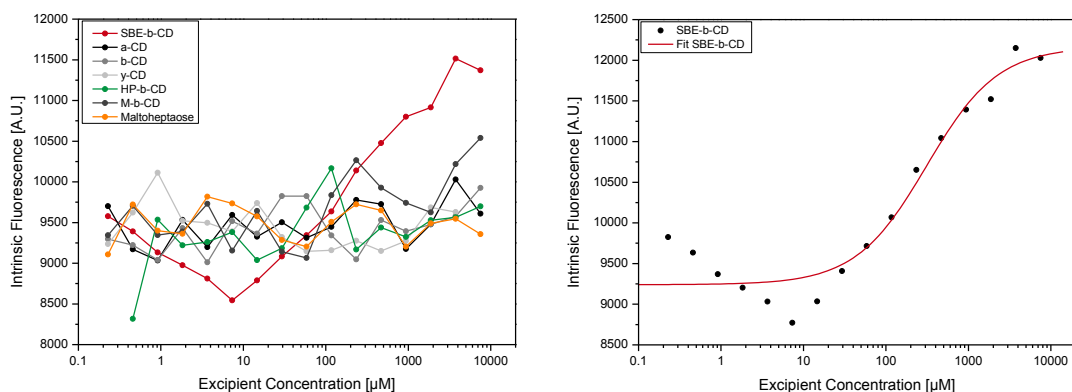 SBE-b-CD
a-CD
b-CD
y-CD
HP-b-CD
M-b-CD
Maltoheptaose
12500
12000
11500
11000
10500
10000
9500
9000
8500
8000
Intrinsic Fluorescence [A.U.]
0.1 1 10 100 1000 10000
Excipient Concentration [µM]
SBE-b-CD
Fit SBE-b-CD
12500
12000
11500
11000
10500
10000
9500
9000
8500
Intrinsic Fluorescence [A.U.]
0.1 1 10 100 1000 10000
Excipient Concentration [µM]